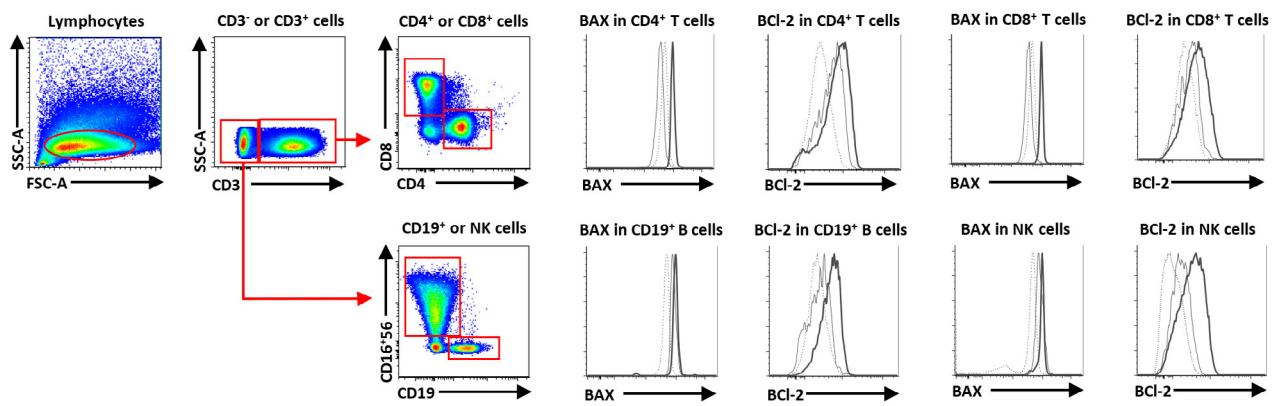 Lymphocytes
CD3⁻ or CD3⁺ cells
CD4⁺ or CD8⁺ cells
BAX in CD4⁺ T cells
BCl-2 in CD4⁺ T cells
BAX in CD8⁺ T cells
BCl-2 in CD8⁺ T cells
SSC-A
FSC-A
SSC-A
CD3
CD8
CD4
BAX
BCl-2
BAX
BCl-2
CD19⁺ or NK cells
BAX in CD19⁺ B cells
BCl-2 in CD19⁺ B cells
BAX in NK cells
BCl-2 in NK cells
CD16⁺56
CD19
BAX
BCl-2
BAX
BCl-2